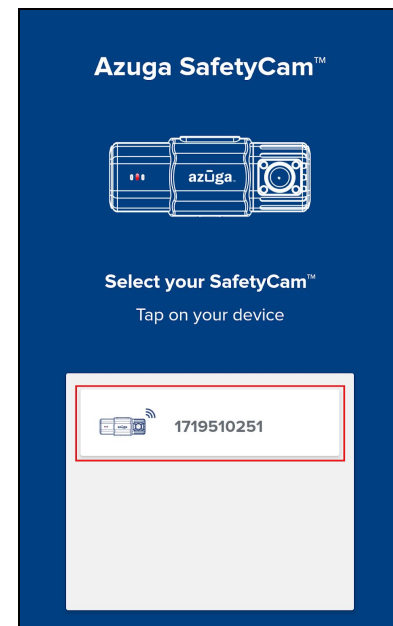 Azuga SafetyCam™
azūga.
Select your SafetyCam™
Tap on your device
1719510251